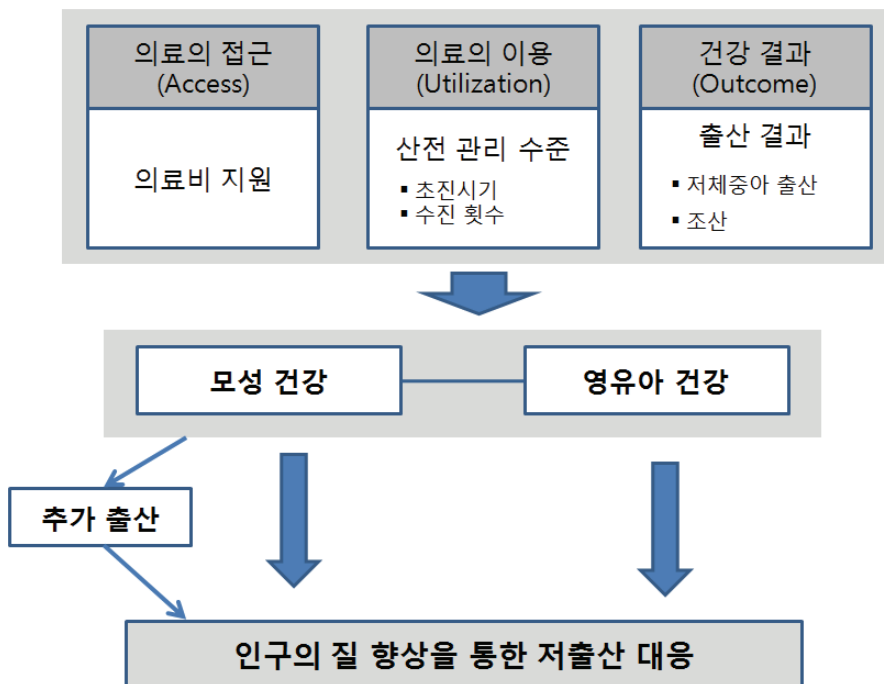 의료의 접근
(Access)
의료비 지원
의료의 이용
(Utilization)
산전 관리 수준
▪ 초진시기
▪ 수진 횟수
건강 결과
(Outcome)
출산 결과
▪ 저체중아 출산
▪ 조산
모성 건강
영유아 건강
추가 출산
인구의 질 향상을 통한 저출산 대응